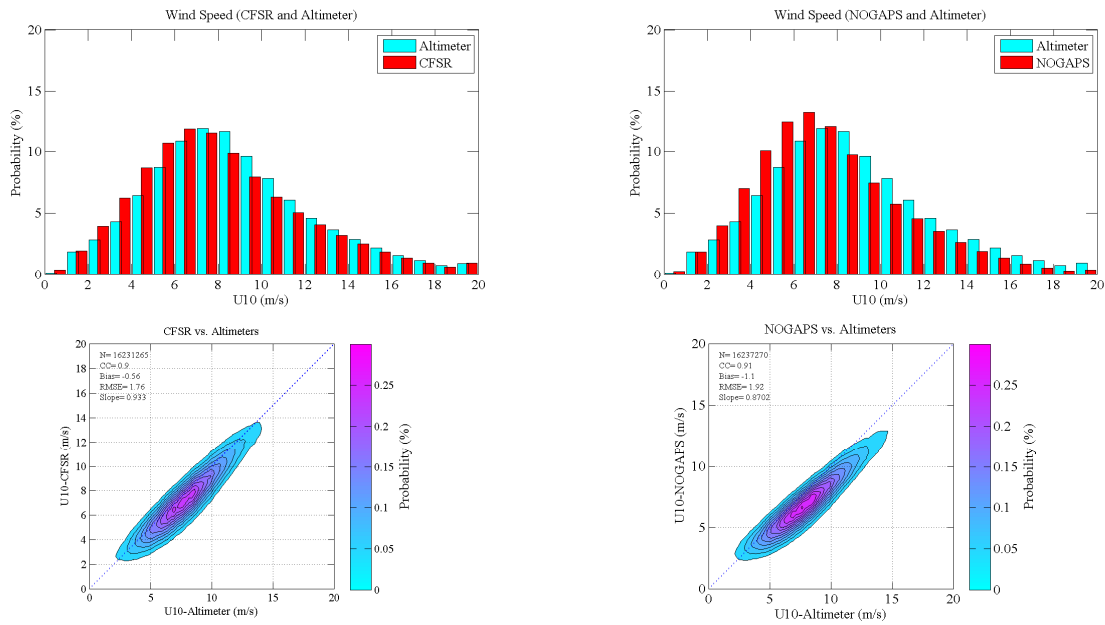 Wind Speed (CFSR and Altimeter)
20
15
10
5
0
Probability (%)
Altimeter
CFSR
0 2 4 6 8 10 12 14 16 18 20
U10 (m/s)
Wind Speed (NOGAPS and Altimeter)
20
15
10
5
0
Probability (%)
Altimeter
NOGAPS
0 2 4 6 8 10 12 14 16 18 20
U10 (m/s)
CFSR vs. Altimeters
20
18
16
14
12
10
8
6
4
2
0
U10-CFSR (m/s)
N= 16231265
CC= 0.9
Bias= -0.56
RMSE= 1.76
Slope= 0.933
0 5 10 15 20
U10-Altimeter (m/s)
0.25
0.2
0.15
0.1
0.05
0
Probability (%)
NOGAPS vs. Altimeters
20
15
10
5
0
U10-NOGAPS (m/s)
N= 16237270
CC= 0.91
Bias= -1.1
RMSE= 1.92
Slope= 0.8702
0 5 10 15 20
U10-Altimeter (m/s)
0.25
0.2
0.15
0.1
0.05
0
Probability (%)